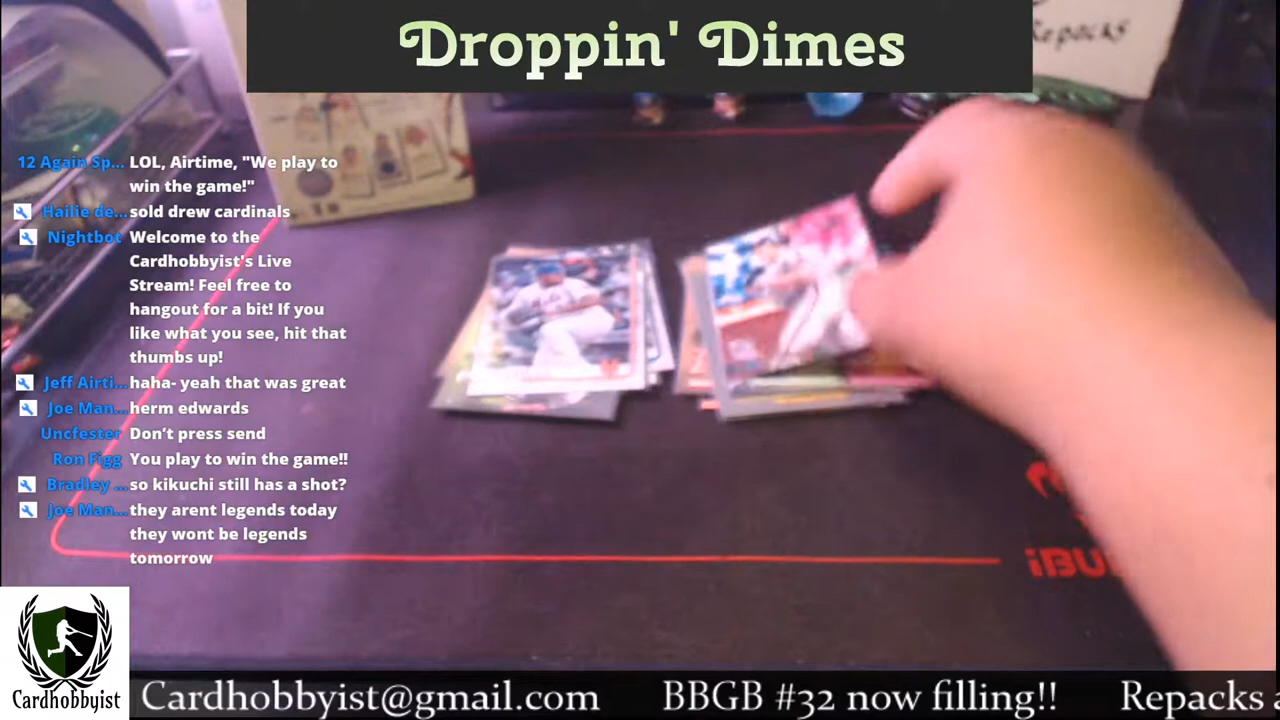 Droppin' Dimes
Repacks
12 Again Sp... LOL, Airtime, "We play to
win the game!"
Hailie de... sold drew cardinals
Nightbot Welcome to the
Cardhobbyist's Live
Stream! Feel free to
hangout for a bit! If you
like what you see, hit that
thumbs up!
Jeff Airti... haha- yeah that was great
Joe Man... herm edwards
Uncfester Don't press send
Ron Figg You play to win the game!!
Bradley ... so kikuchi still has a shot?
Joe Man... they arent legends today
they wont be legends
tomorrow
iBU
Cardhobbyist
Cardhobbyist@gmail.com BBGB #32 now filling!! Repacks